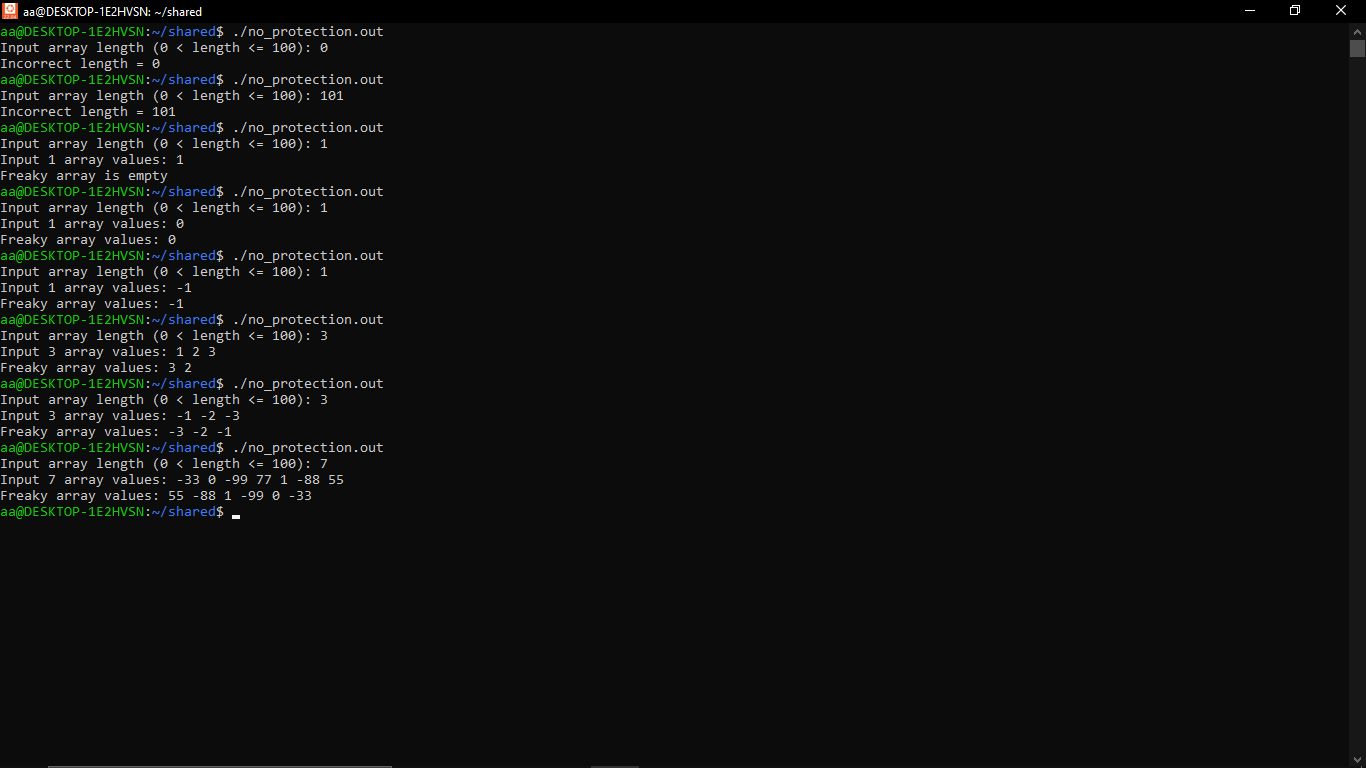 aa@DESKTOP-1E2HVSN: ~/shared
aa@DESKTOP-1E2HVSN:~/shared$ ./no_protection.out
Input array length (0 < length <= 100): 0
Incorrect length = 0
aa@DESKTOP-1E2HVSN:~/shared$ ./no_protection.out
Input array length (0 < length <= 100): 101
Incorrect length = 101
aa@DESKTOP-1E2HVSN:~/shared$ ./no_protection.out
Input array length (0 < length <= 100): 1
Input 1 array values: 1
Freaky array is empty
aa@DESKTOP-1E2HVSN:~/shared$ ./no_protection.out
Input array length (0 < length <= 100): 1
Input 1 array values: 0
Freaky array values: 0
aa@DESKTOP-1E2HVSN:~/shared$ ./no_protection.out
Input array length (0 < length <= 100): 1
Input 1 array values: -1
Freaky array values: -1
aa@DESKTOP-1E2HVSN:~/shared$ ./no_protection.out
Input array length (0 < length <= 100): 3
Input 3 array values: 1 2 3
Freaky array values: 3 2
aa@DESKTOP-1E2HVSN:~/shared$ ./no_protection.out
Input array length (0 < length <= 100): 3
Input 3 array values: -1 -2 -3
Freaky array values: -3 -2 -1
aa@DESKTOP-1E2HVSN:~/shared$ ./no_protection.out
Input array length (0 < length <= 100): 7
Input 7 array values: -33 0 -99 77 1 -88 55
Freaky array values: 55 -88 1 -99 0 -33
aa@DESKTOP-1E2HVSN:~/shared$